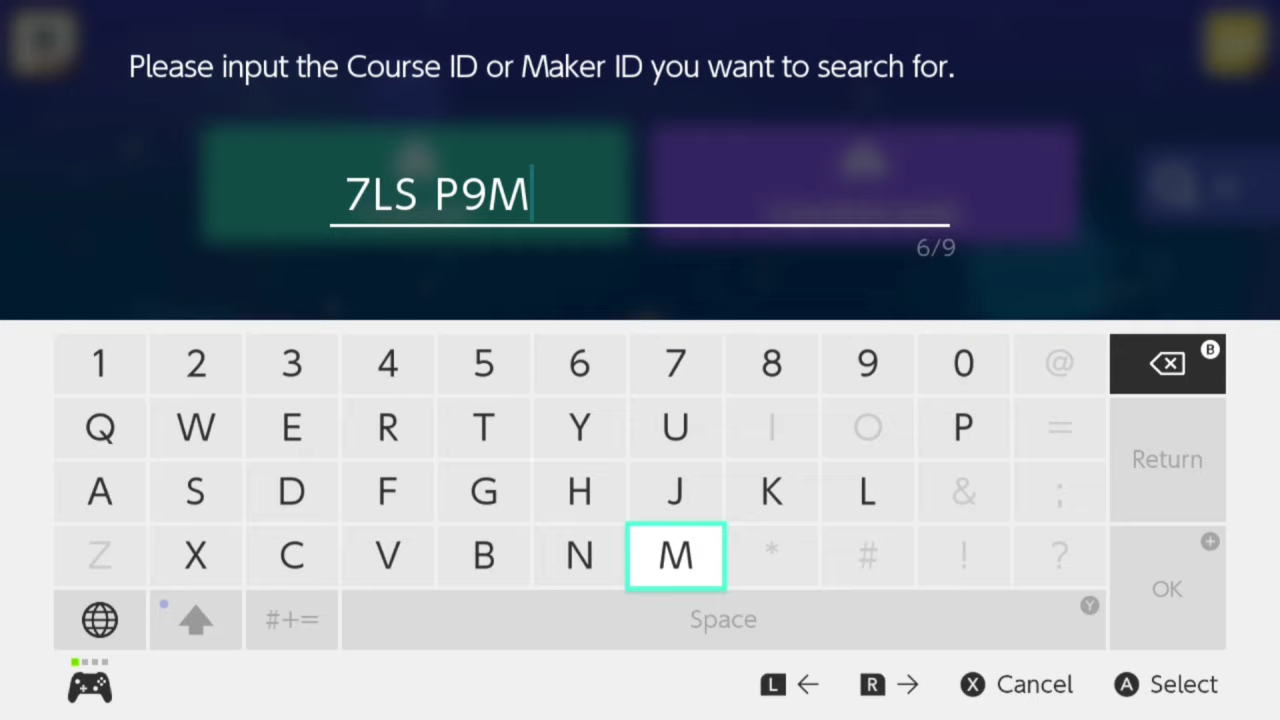 Please input the Course ID or Maker ID you want to search for.
7LS P9M
6/9
1 2 3 4 5 6 7 8 9 0 @ B
Q W E R T Y U I O P =
Return
A S D F G H J K L & ;
Z X C V B N M * # ! ? +
OK
#+= Space Y
L ← R → X Cancel A Select